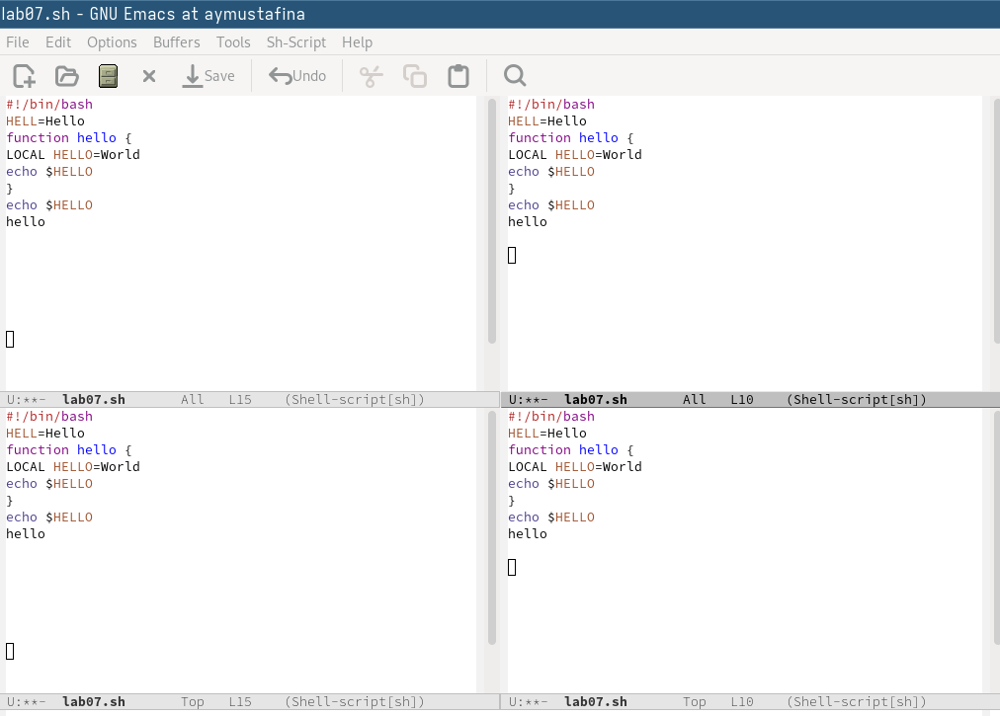 lab07.sh - GNU Emacs at aymustafina
File Edit Options Buffers Tools Sh-Script Help
Save Undo
#!/bin/bash
HELL=Hello
function hello {
LOCAL HELLO=World
echo $HELLO
}
echo $HELLO
hello
U:**- lab07.sh All L15 (Shell-script[sh])
#!/bin/bash
HELL=Hello
function hello {
LOCAL HELLO=World
echo $HELLO
}
echo $HELLO
hello
U:**- lab07.sh All L10 (Shell-script[sh])
#!/bin/bash
HELL=Hello
function hello {
LOCAL HELLO=World
echo $HELLO
}
echo $HELLO
hello
U:**- lab07.sh Top L15 (Shell-script[sh])
#!/bin/bash
HELL=Hello
function hello {
LOCAL HELLO=World
echo $HELLO
}
echo $HELLO
hello
U:**- lab07.sh Top L10 (Shell-script[sh])